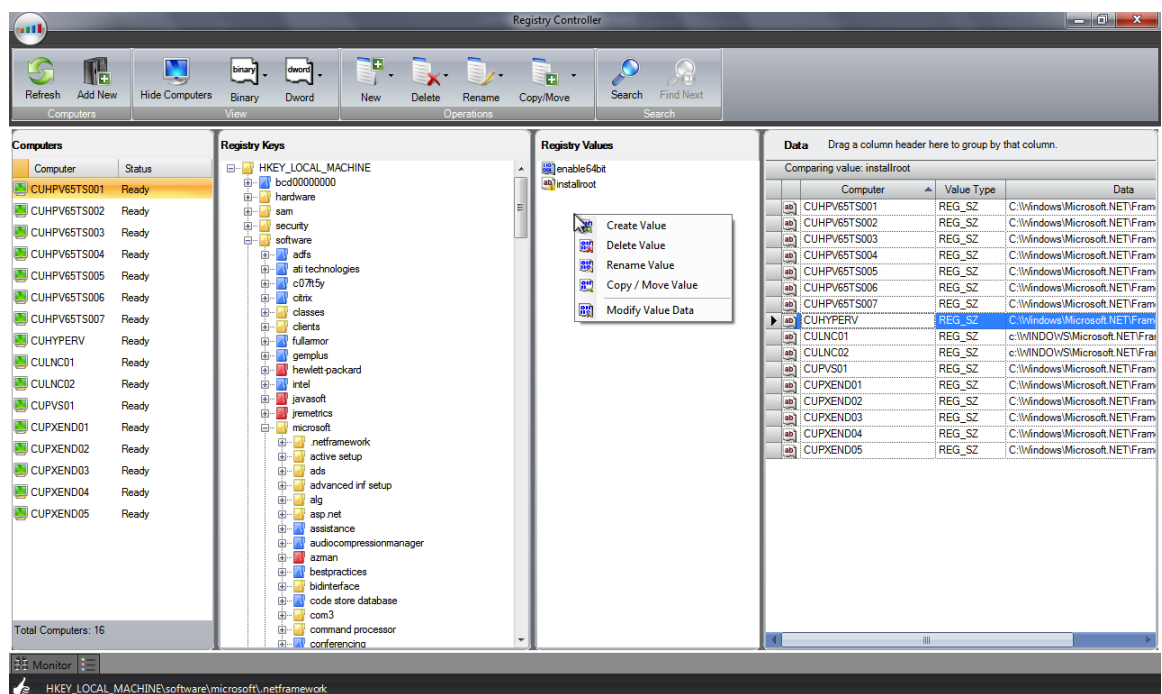 Registry Controller
binary
dword
Refresh Add New Hide Computers Binary Dword New Delete Rename Copy/Move Search Find Next
Computers View Operations Search
Computers
Computer Status
CUHPV65TS001 Ready
CUHPV65TS002 Ready
CUHPV65TS003 Ready
CUHPV65TS004 Ready
CUHPV65TS005 Ready
CUHPV65TS006 Ready
CUHPV65TS007 Ready
CUHYPERV Ready
CULNC01 Ready
CULNC02 Ready
CUPVS01 Ready
CUPXEND01 Ready
CUPXEND02 Ready
CUPXEND03 Ready
CUPXEND04 Ready
CUPXEND05 Ready
Total Computers: 16
Registry Keys
HKEY_LOCAL_MACHINE
bcd00000000
hardware
sam
security
software
adfs
ati technologies
c07ft5y
citrix
classes
clients
fullarmor
gemplus
hewlett-packard
intel
javasoft
jremetrics
microsoft
.netframework
active setup
ads
advanced inf setup
alg
asp.net
assistance
audiocompressionmanager
azman
bestpractices
bidinterface
code store database
com3
command processor
conferencing
Registry Values
enable64bit
installroot
Create Value
Delete Value
Rename Value
Copy / Move Value
Modify Value Data
Data Drag a column header here to group by that column.
Comparing value: installroot
Computer Value Type Data
CUHPV65TS001 REG_SZ C:\Windows\Microsoft.NET\Fram
CUHPV65TS002 REG_SZ C:\Windows\Microsoft.NET\Fram
CUHPV65TS003 REG_SZ C:\Windows\Microsoft.NET\Fram
CUHPV65TS004 REG_SZ C:\Windows\Microsoft.NET\Fram
CUHPV65TS005 REG_SZ C:\Windows\Microsoft.NET\Fram
CUHPV65TS006 REG_SZ C:\Windows\Microsoft.NET\Fram
CUHPV65TS007 REG_SZ C:\Windows\Microsoft.NET\Fram
CUHYPERV REG_SZ C:\Windows\Microsoft.NET\Fram
CULNC01 REG_SZ c:\WINDOWS\Microsoft.NET\Fra
CULNC02 REG_SZ c:\WINDOWS\Microsoft.NET\Fra
CUPVS01 REG_SZ C:\Windows\Microsoft.NET\Fram
CUPXEND01 REG_SZ C:\Windows\Microsoft.NET\Fram
CUPXEND02 REG_SZ C:\Windows\Microsoft.NET\Fram
CUPXEND03 REG_SZ C:\Windows\Microsoft.NET\Fram
CUPXEND04 REG_SZ C:\Windows\Microsoft.NET\Fram
CUPXEND05 REG_SZ C:\Windows\Microsoft.NET\Fram
Monitor
HKEY_LOCAL_MACHINE\software\microsoft\.netframework